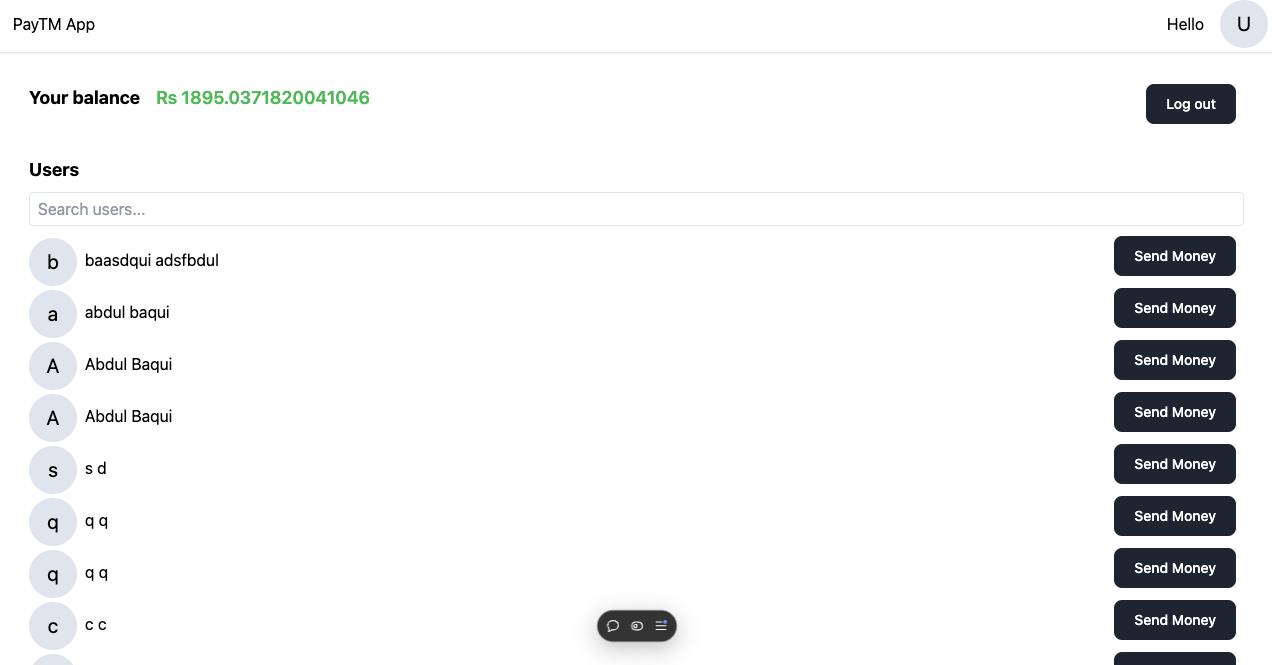 PayTM App
Hello U
Your balance Rs 1895.0371820041046
Log out
Users
Search users...
b baasdqui adsfbdul Send Money
a abdul baqui Send Money
A Abdul Baqui Send Money
A Abdul Baqui Send Money
s s d Send Money
q q q Send Money
q q q Send Money
c c c Send Money